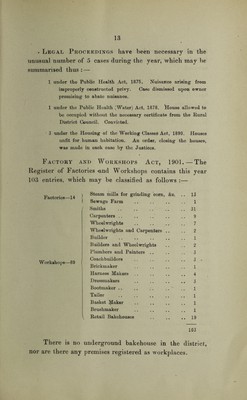 13
- LEGAL PROCEEDINGS have been necessary in the
unusual number of 5 cases during the year, which may be
summarised thus : —
1 under the Public Health Act, 1875. Nuisance arising from
improperly constructed privy. Case dismissed upon owner
promising to abate nuisance.
1 under the Public Health (Water) Act, 1878. House allowed to
be occupied without the necessary certificate from the Rural
District Council. Convicted.
3 under the Housing of the Working Classes Act, 1890. Houses
unfit for human habitation. An order, closing the houses,
was made in each case by the Justices.
FACTORY AND WORKSHOPS ACT, 1901.—The
Register of Factories and Workshops contains this year
103 entries, which may be classified as follows :—
Factories—14
Steam mills for grinding corn, &c. .. 13
Sewage Farm .. .. .. 1
Workshops—89
Smiths .. .. .. .. 31
Carpenters .. .. .. .. 9
Wheelwrights .. .. ..
Wheelwrights and Carpenters .. 2
Builder .. .. .. .. 1
Builders and Wheelwrights ..
Plumbers and Painters .. ..
Coachbuilders .. .. ..
Brickmaker .. .. .. 1
Harness Makers .. .. .. 4
Dressmakers .. .. ..
Bootmaker .. .. .. .. 1
Tailor .. .. .. .. 1
Basket Maker .. .. .. 1
Brushmaker .. .. .. 1
Retail Bakehouses .. .. 19
103
There is no underground bakehouse in the district,
nor are there any premises registered as workplaces.